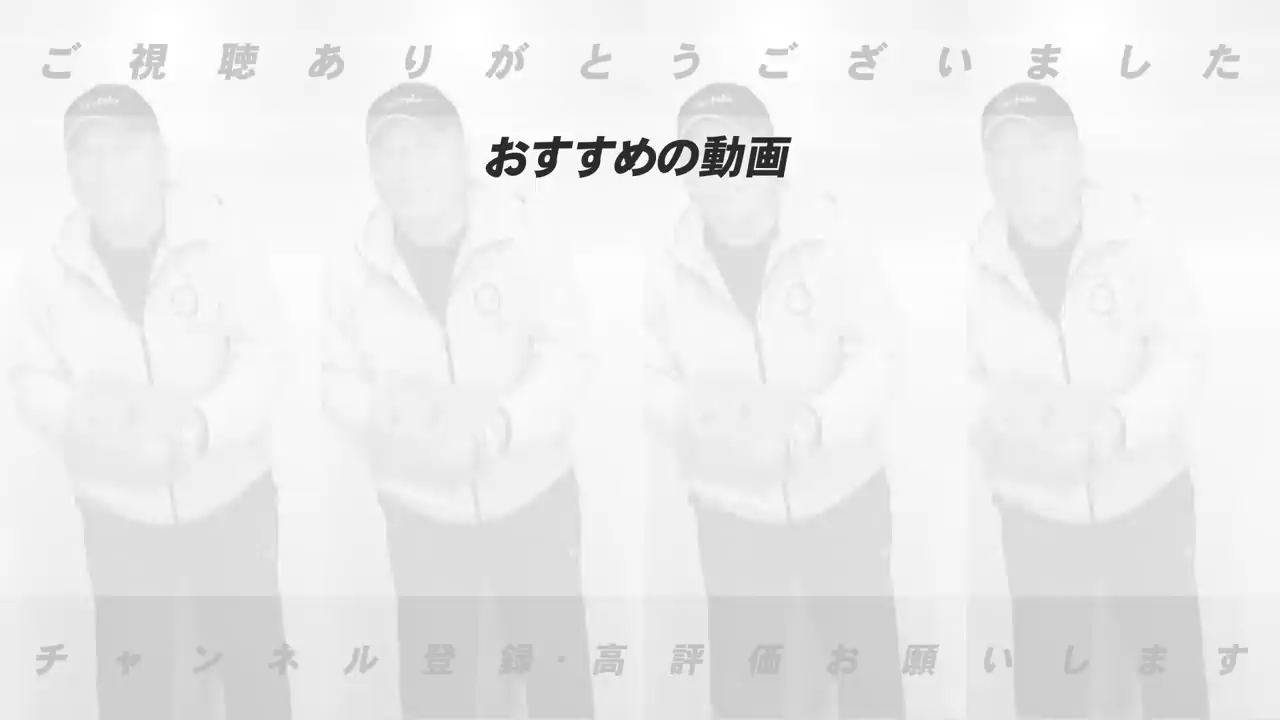 ご視聴ありがとうございました
おすすめの動画
チャンネル登録・高評価お願いします